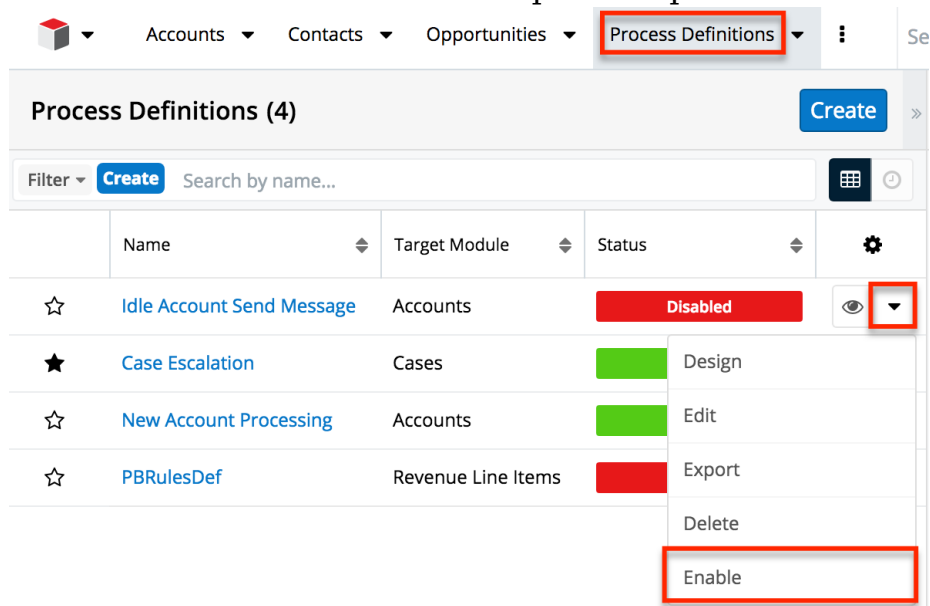 Accounts Contacts Opportunities Process Definitions Se
Process Definitions (4) Create »
Filter Create Search by name...
Name Target Module Status
Idle Account Send Message Accounts Disabled
Case Escalation Cases
Design
New Account Processing Accounts
Edit
PBRulesDef Revenue Line Items
Export
Delete
Enable